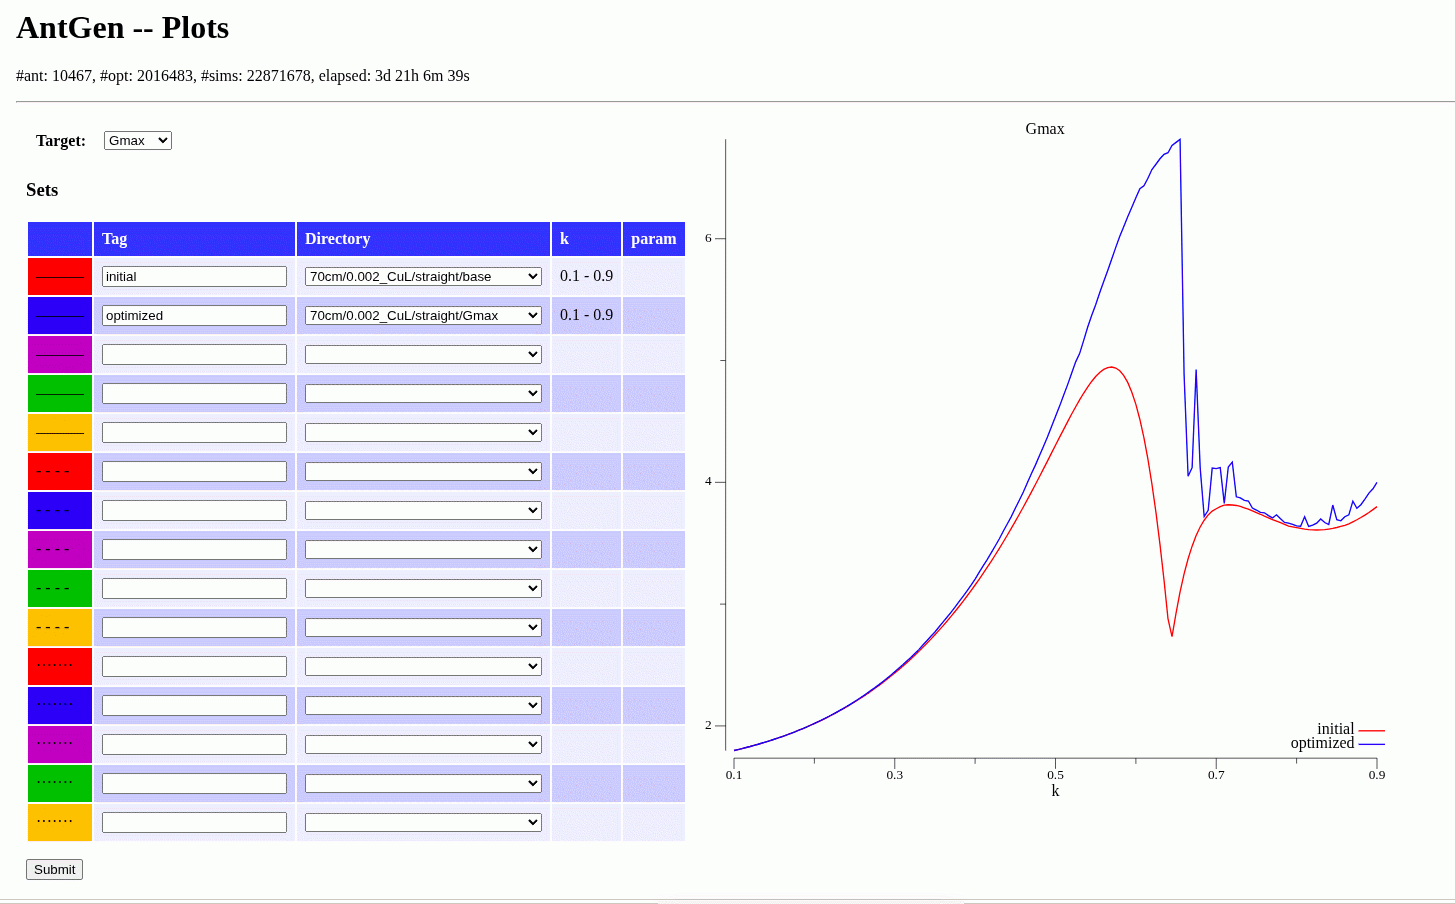 AntGen -- Plots
#ant: 10467, #opt: 2016483, #sims: 22871678, elapsed: 3d 21h 6m 39s
Target: Gmax
Sets
Tag Directory k param
initial 70cm/0.002_CuL/straight/base 0.1 - 0.9
optimized 70cm/0.002_CuL/straight/Gmax 0.1 - 0.9
Submit
Gmax
6
4
2
initial
optimized
0.1 0.3 0.5 0.7 0.9
k